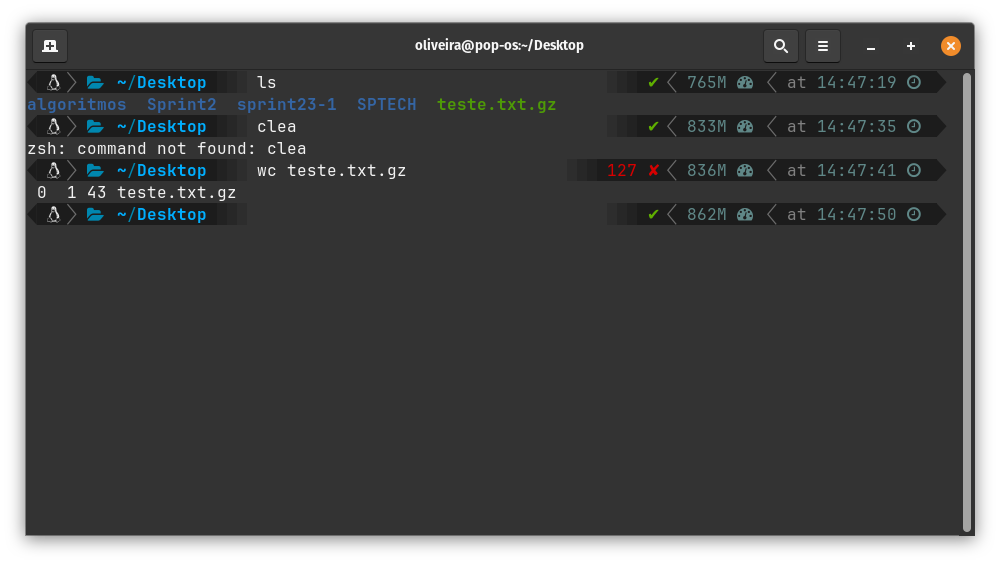 oliveira@pop-os:~/Desktop
~/Desktop ls ✔ 765M at 14:47:19
algoritmos Sprint2 sprint23-1 SPTECH teste.txt.gz
~/Desktop clea ✔ 833M at 14:47:35
zsh: command not found: clea
~/Desktop wc teste.txt.gz 127 ✘ 836M at 14:47:41
0 1 43 teste.txt.gz
~/Desktop ✔ 862M at 14:47:50